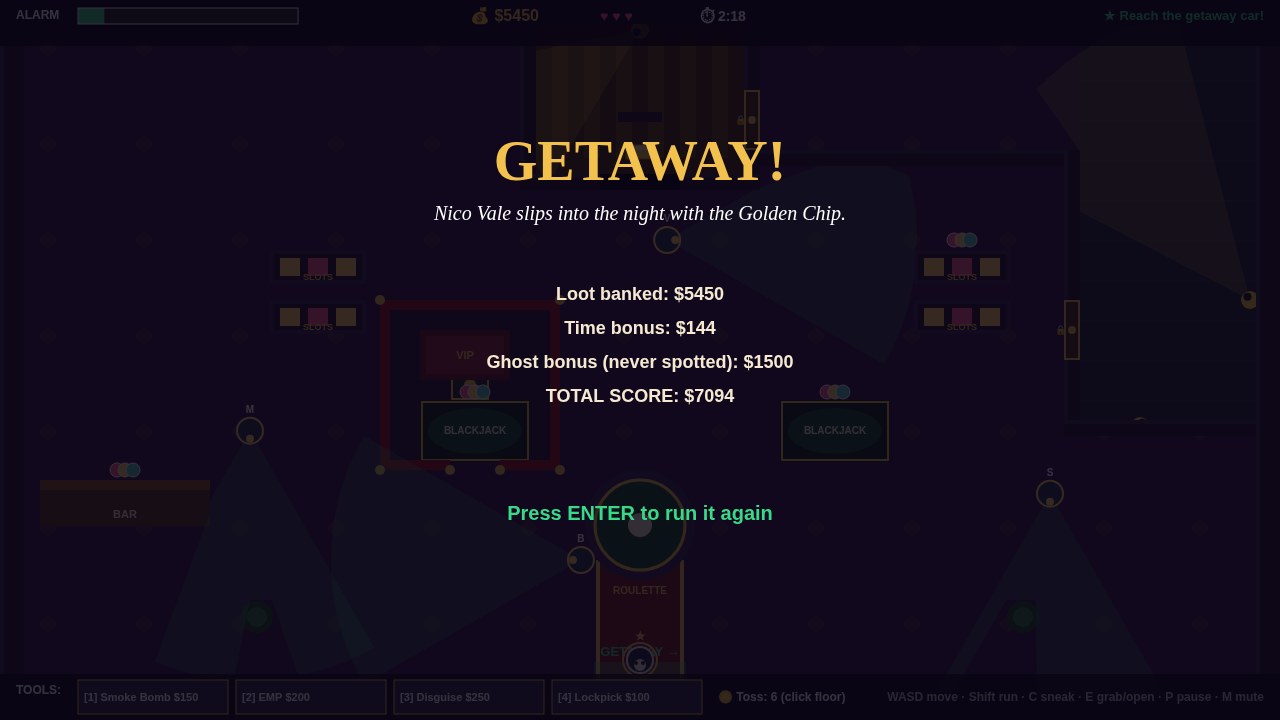 ALARM
$5450
2:18
★ Reach the getaway car!
GETAWAY!
Nico Vale slips into the night with the Golden Chip.
SLOTS
SLOTS
SLOTS
SLOTS
Loot banked: $5450
Time bonus: $144
VIP
Ghost bonus (never spotted): $1500
TOTAL SCORE: $7094
M
BLACKJACK
BLACKJACK
S
BAR
Press ENTER to run it again
B
ROULETTE
TOOLS:
[1] Smoke Bomb $150
[2] EMP $200
[3] Disguise $250
[4] Lockpick $100
Toss: 6 (click floor)
WASD move · Shift run · C sneak · E grab/open · P pause · M mute